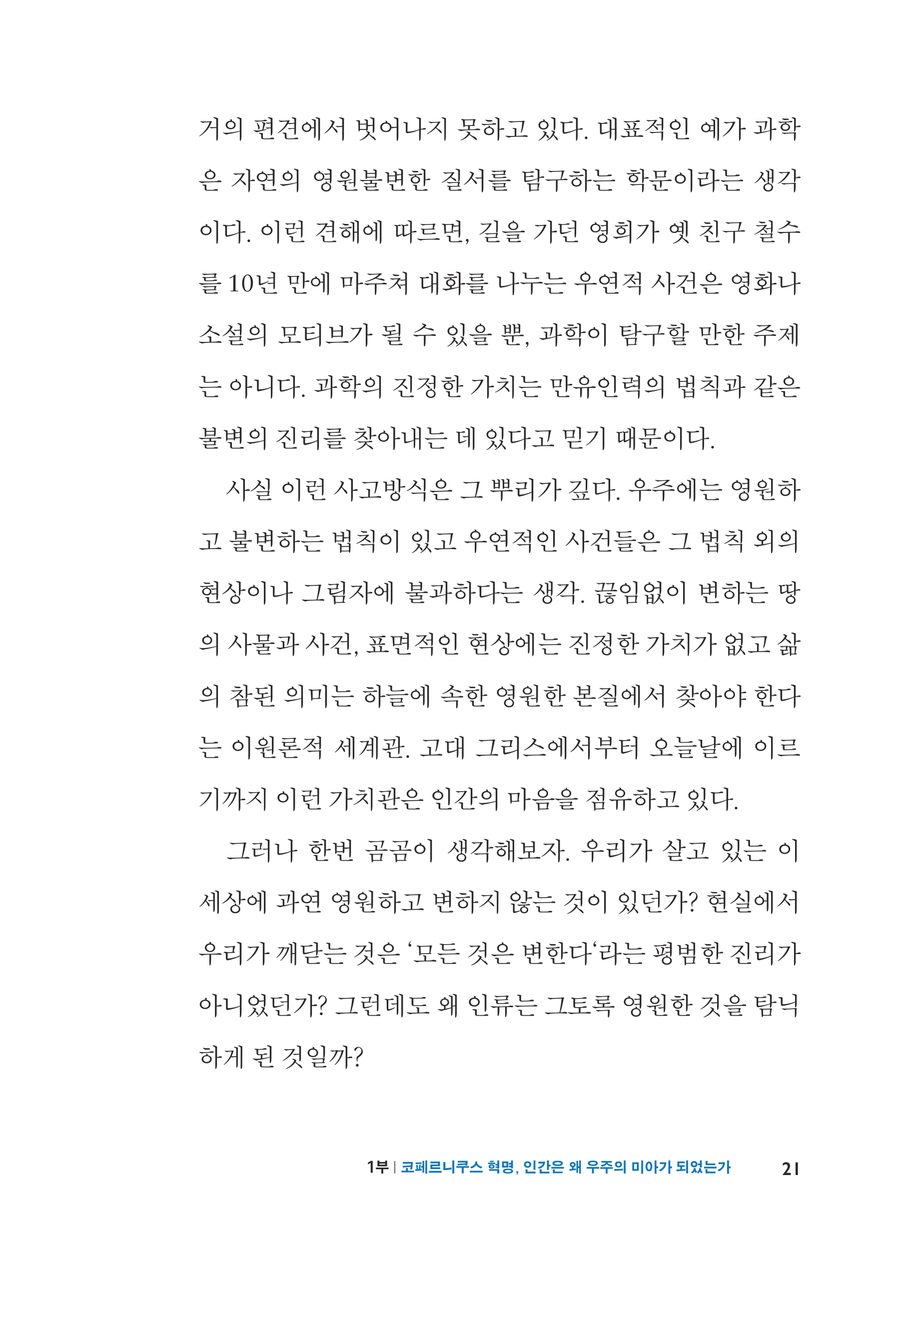 거의 편견에서 벗어나지 못하고 있다. 대표적인 예가 과학
은 자연의 영원불변한 질서를 탐구하는 학문이라는 생각
이다. 이런 견해에 따르면, 길을 가던 영희가 옛 친구 철수
를 10년 만에 마주쳐 대화를 나누는 우연적 사건은 영화나
소설의 모티브가 될 수 있을 뿐, 과학이 탐구할 만한 주제
는 아니다. 과학의 진정한 가치는 만유인력의 법칙과 같은
불변의 진리를 찾아내는 데 있다고 믿기 때문이다.
사실 이런 사고방식은 그 뿌리가 깊다. 우주에는 영원하
고 불변하는 법칙이 있고 우연적인 사건들은 그 법칙 외의
현상이나 그림자에 불과하다는 생각. 끊임없이 변하는 땅
의 사물과 사건, 표면적인 현상에는 진정한 가치가 없고 삶
의 참된 의미는 하늘에 속한 영원한 본질에서 찾아야 한다
는 이원론적 세계관. 고대 그리스에서부터 오늘날에 이르
기까지 이런 가치관은 인간의 마음을 점유하고 있다.
그러나 한번 곰곰이 생각해보자. 우리가 살고 있는 이
세상에 과연 영원하고 변하지 않는 것이 있던가? 현실에서
우리가 깨닫는 것은 ‘모든 것은 변한다‘라는 평범한 진리가
아니었던가? 그런데도 왜 인류는 그토록 영원한 것을 탐닉
하게 된 것일까?
1부 | 코페르니쿠스 혁명, 인간은 왜 우주의 미아가 되었는가 21